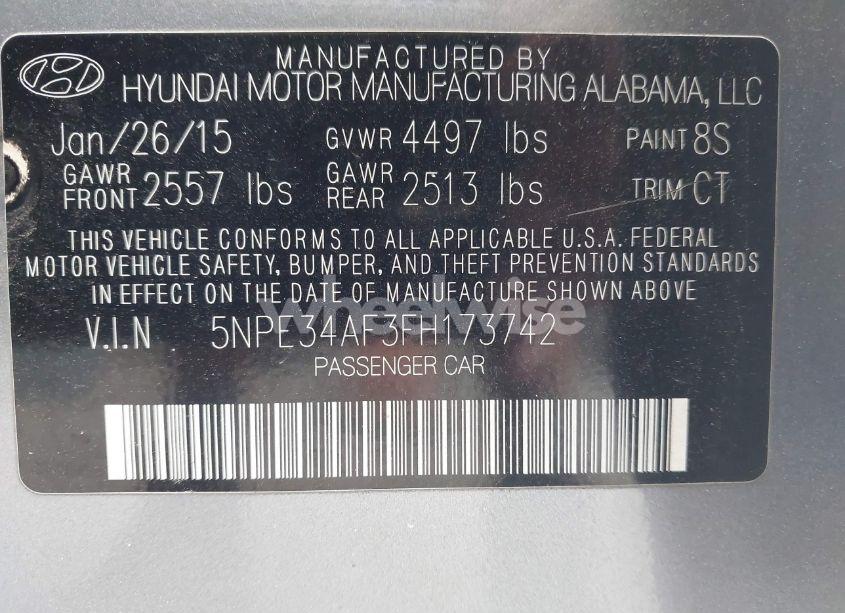 MANUFACTURED BY
HYUNDAI MOTOR MANUFACTURING ALABAMA, LLC
Jan/26/15 GVWR 4497 lbs PAINT 8S
GAWR FRONT 2557 lbs GAWR REAR 2513 lbs TRIM CT
THIS VEHICLE CONFORMS TO ALL APPLICABLE U.S.A. FEDERAL
MOTOR VEHICLE SAFETY, BUMPER, AND THEFT PREVENTION STANDARDS
IN EFFECT ON THE DATE OF MANUFACTURE SHOWN ABOVE
wheelwise
V.I.N 5NPE34AF3FH173742
PASSENGER CAR